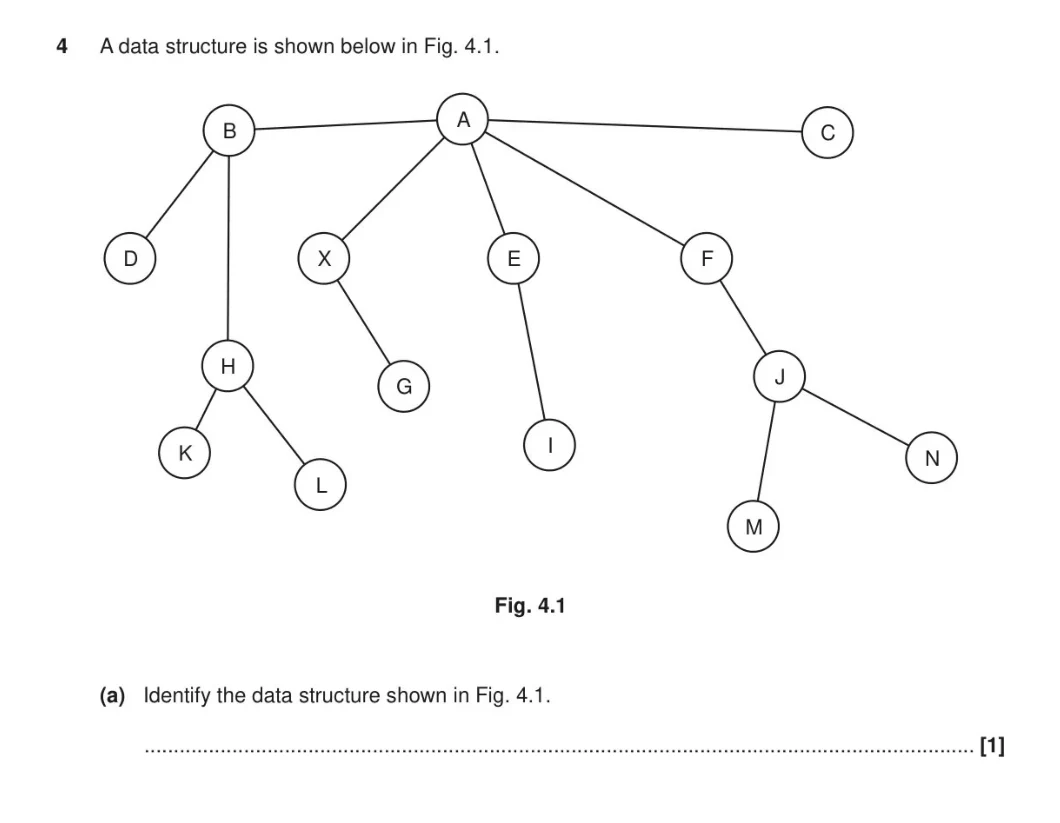 4 A data structure is shown below in Fig. 4.1.
B A C
D X E F
H J
G
K I N
L
M
Fig. 4.1
(a) Identify the data structure shown in Fig. 4.1.
.................................................................................................................................................. [1]